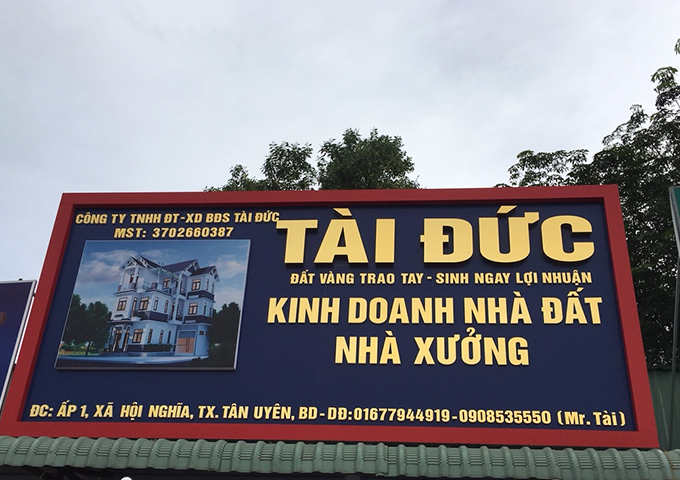 CÔNG TY TNHH ĐT-XD BĐS TÀI ĐỨC
MST: 3702660387
TÀI ĐỨC
ĐẤT VÀNG TRAO TAY - SINH NGAY LỢI NHUẬN
KINH DOANH NHÀ ĐẤT
NHÀ XƯỞNG
ĐC: ẤP 1, XÃ HỘI NGHĨA, TX. TÂN UYÊN, BD - DĐ: 01677944919-0908535550 (Mr. Tài)